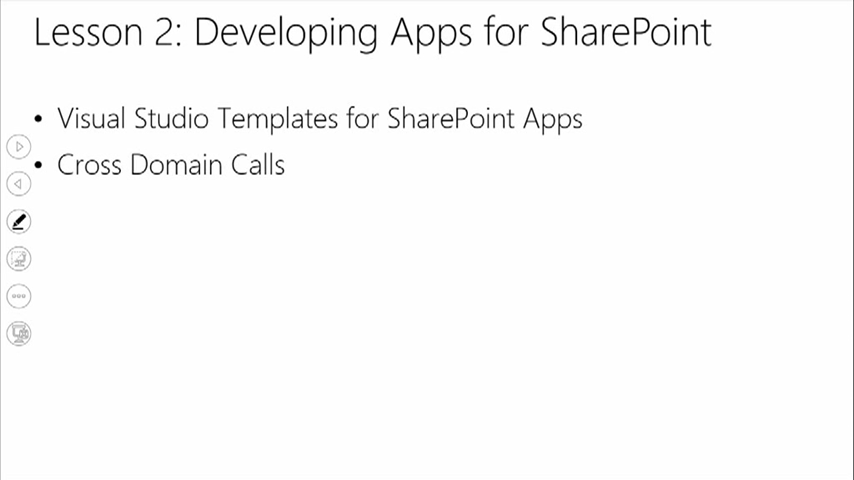 Lesson 2: Developing Apps for SharePoint
• Visual Studio Templates for SharePoint Apps
• Cross Domain Calls